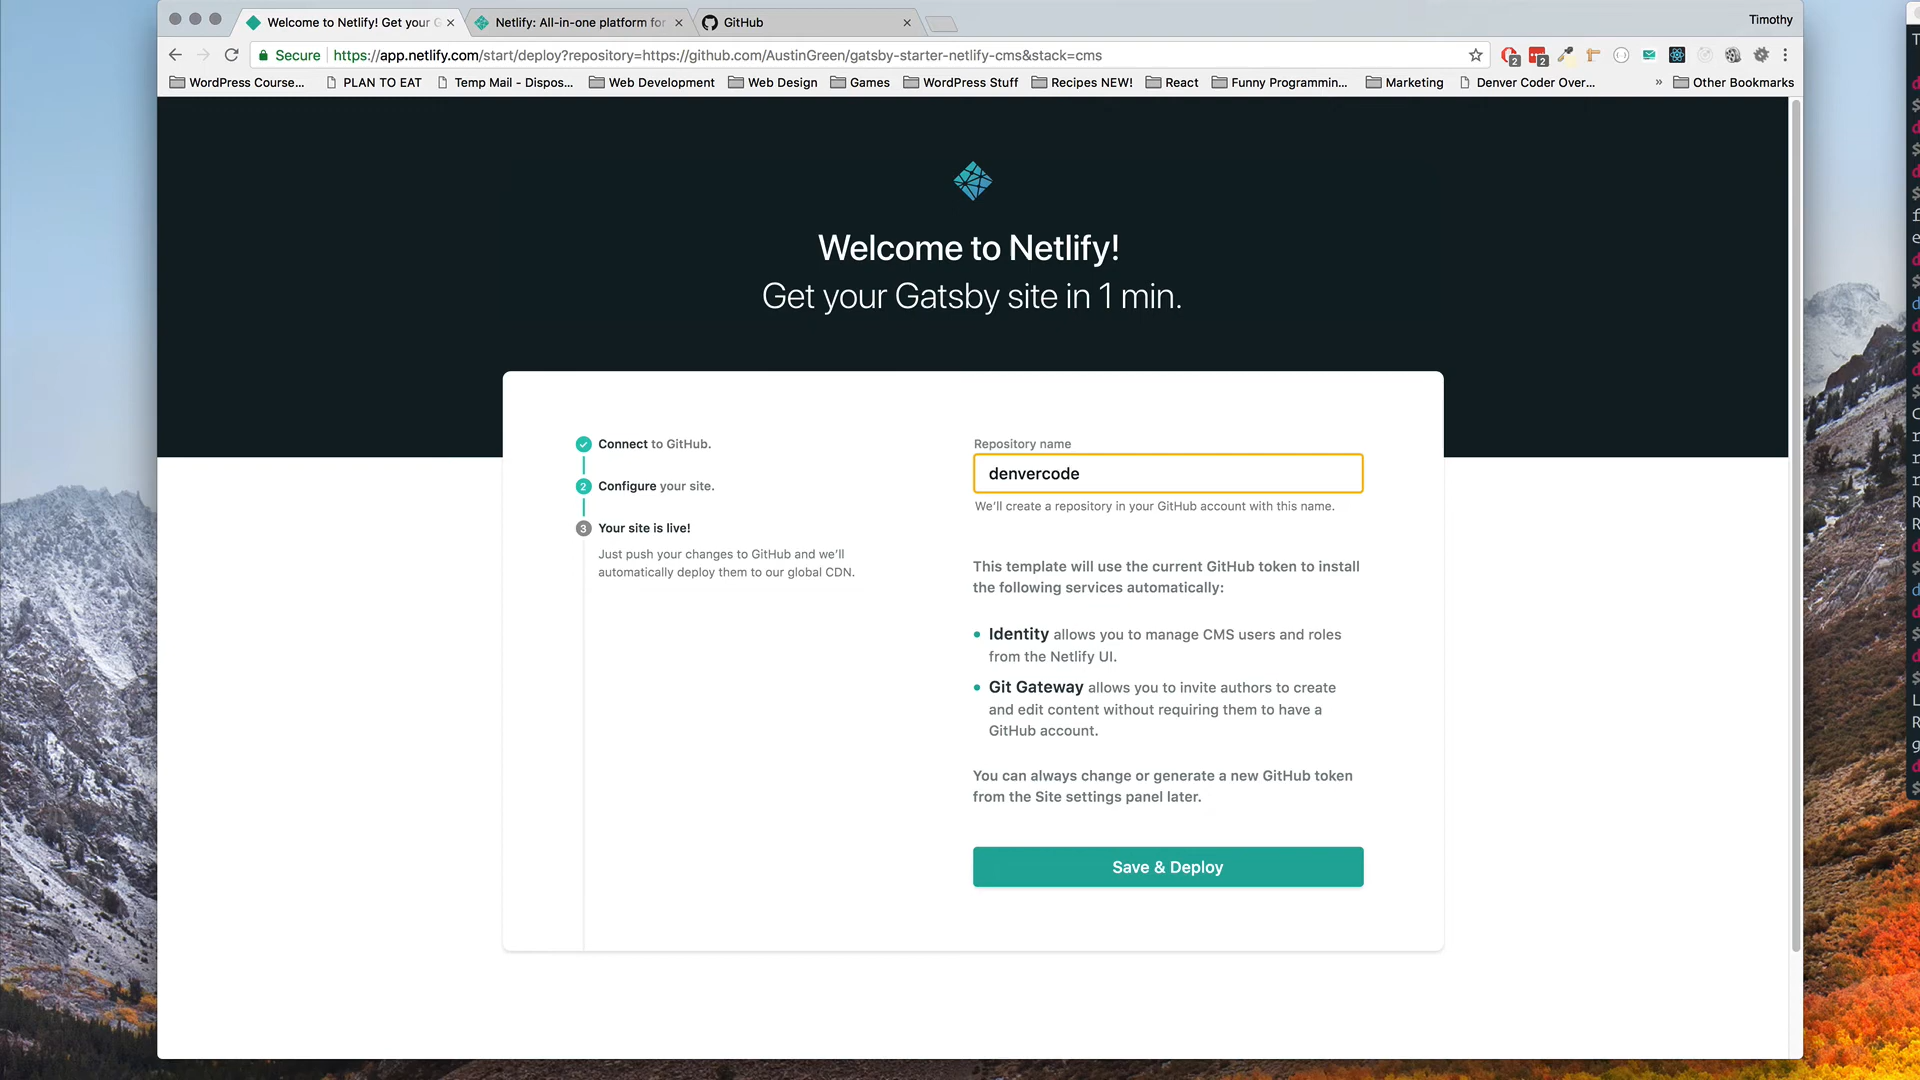 Welcome to Netlify! Get your G
Netlify: All-in-one platform for
GitHub
Timothy
Secure
https://app.netlify.com/start/deploy?repository=https://github.com/AustinGreen/gatsby-starter-netlify-cms&stack=cms
2
2
WordPress Course...
PLAN TO EAT
Temp Mail - Dispos...
Web Development
Web Design
Games
WordPress Stuff
Recipes NEW!
React
Funny Programmin...
Marketing
Denver Coder Over...
»
Other Bookmarks
Welcome to Netlify!
Get your Gatsby site in 1 min.
Connect to GitHub.
2 Configure your site.
3 Your site is live!
Just push your changes to GitHub and we'll
automatically deploy them to our global CDN.
Repository name
denvercode
We'll create a repository in your GitHub account with this name.
This template will use the current GitHub token to install
the following services automatically:
• Identity allows you to manage CMS users and roles
from the Netlify UI.
• Git Gateway allows you to invite authors to create
and edit content without requiring them to have a
GitHub account.
You can always change or generate a new GitHub token
from the Site settings panel later.
Save & Deploy